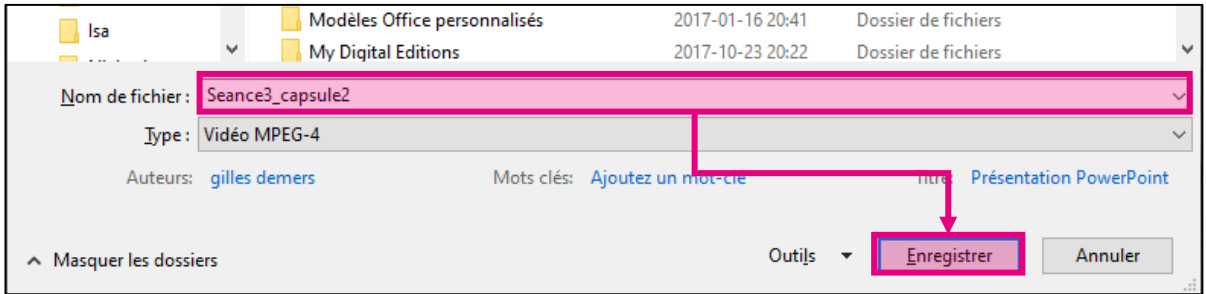 Isa
Modèles Office personnalisés 2017-01-16 20:41 Dossier de fichiers
My Digital Editions 2017-10-23 20:22 Dossier de fichiers
Nom de fichier : Seance3_capsule2
Type : Vidéo MPEG-4
Auteurs: gilles demers Mots clés: Ajoutez un mot-clé Titre: Présentation PowerPoint
Masquer les dossiers Outils Enregistrer Annuler